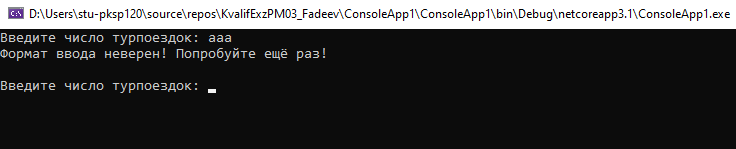 D:\Users\stu-pksp120\source\repos\KvalifExzPM03_Fadeev\ConsoleApp1\ConsoleApp1\bin\Debug\netcoreapp3.1\ConsoleApp1.exe
Введите число турпоездок: aaa
Формат ввода неверен! Попробуйте ещё раз!
Введите число турпоездок: